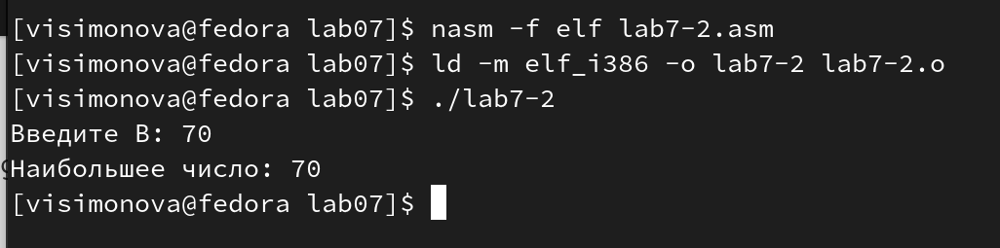 [visimonova@fedora lab07]$ nasm -f elf lab7-2.asm
[visimonova@fedora lab07]$ ld -m elf_i386 -o lab7-2 lab7-2.o
[visimonova@fedora lab07]$ ./lab7-2
Введите В: 70
Наибольшее число: 70
[visimonova@fedora lab07]$